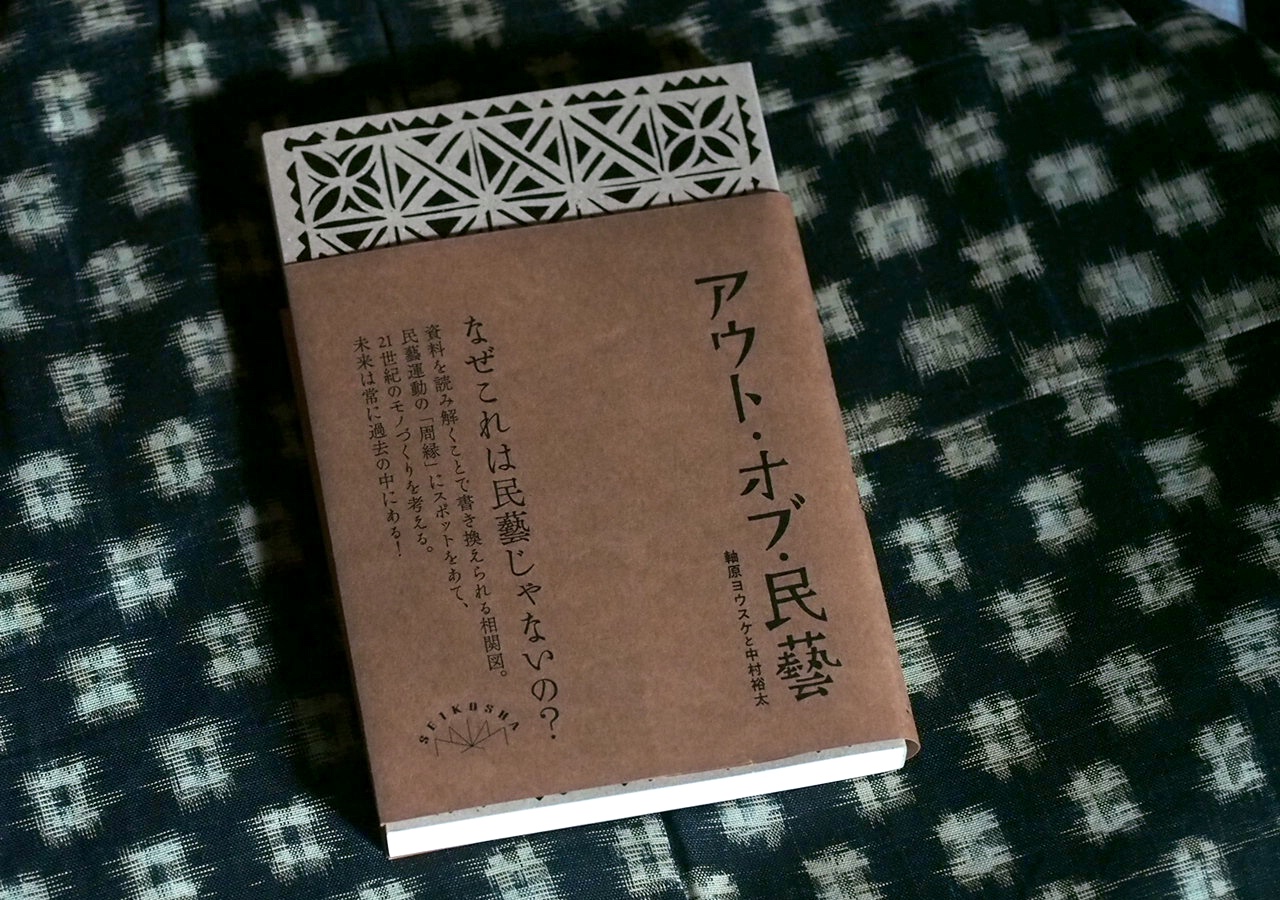 アウト・オブ・民藝
軸原ヨウスケと中村裕太
なぜこれは民藝じゃないの？
資料を読み解くことで書き換えられる相関図。
民藝運動の「周縁」にスポットをあて、
21世紀のモノづくりを考える。
未来は常に過去の中にある！
SEIKOSHA